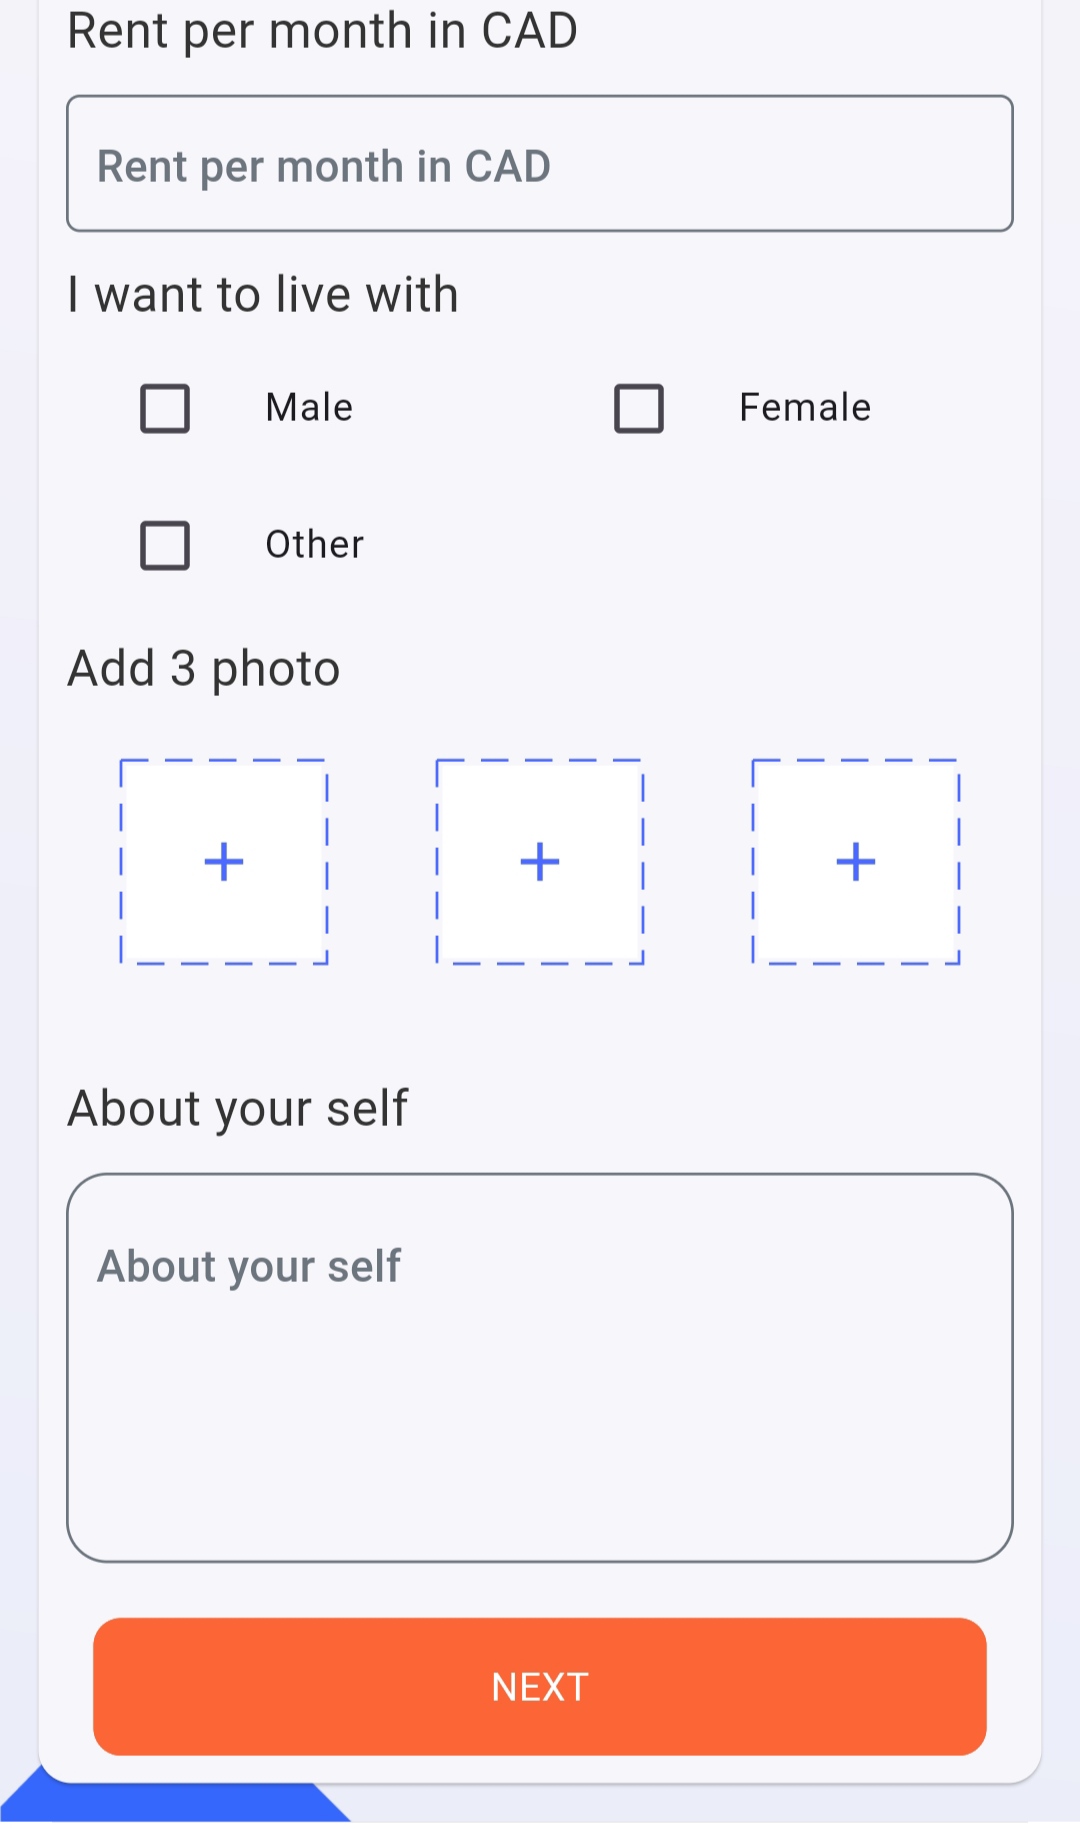 Rent per month in CAD
Rent per month in CAD
I want to live with
Male
Female
Other
Add 3 photo
About your self
About your self
NEXT